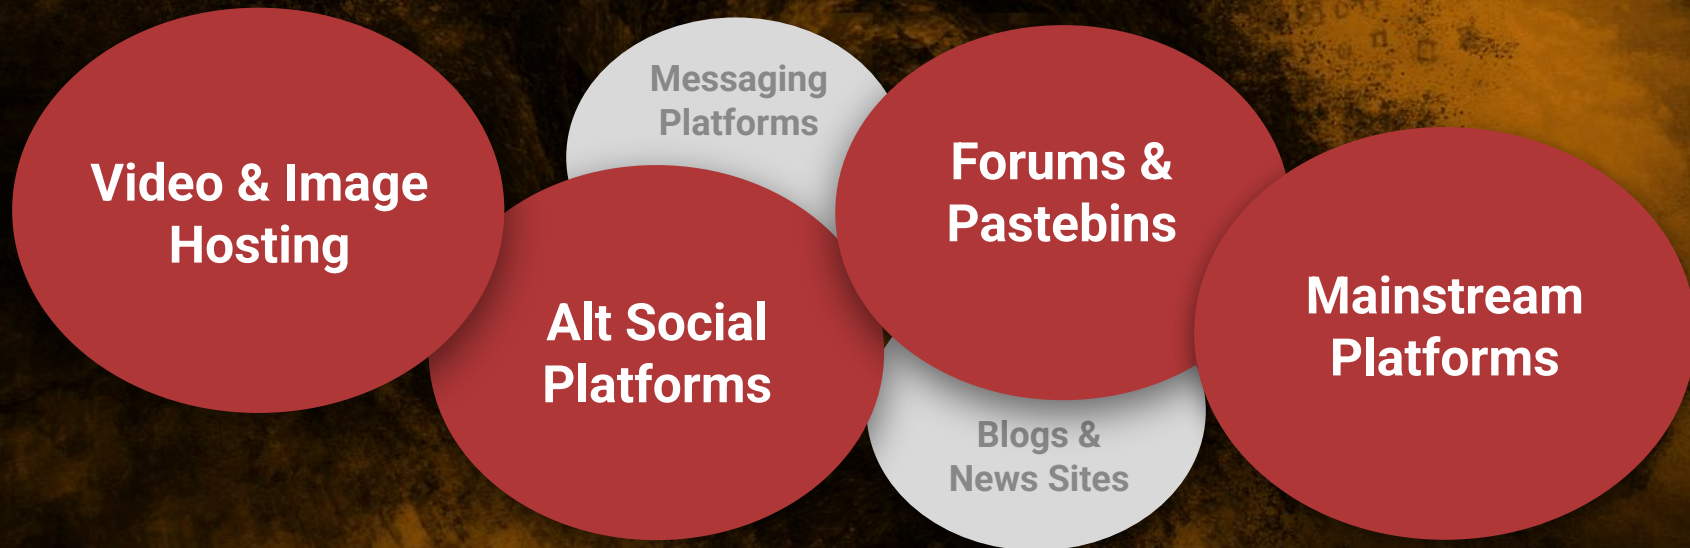 Video & Image
Hosting
Messaging
Platforms
Alt Social
Platforms
Forums &
Pastebins
Blogs &
News Sites
Mainstream
Platforms